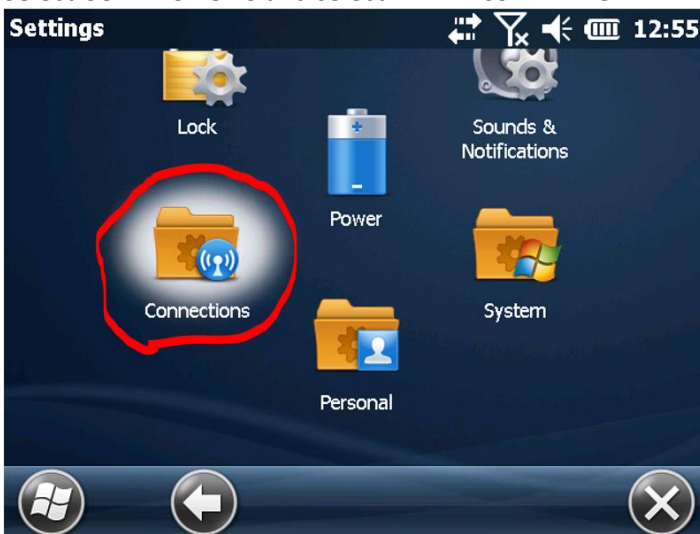 Settings
12:55
Lock
Sounds &
Notifications
Power
Connections
System
Personal